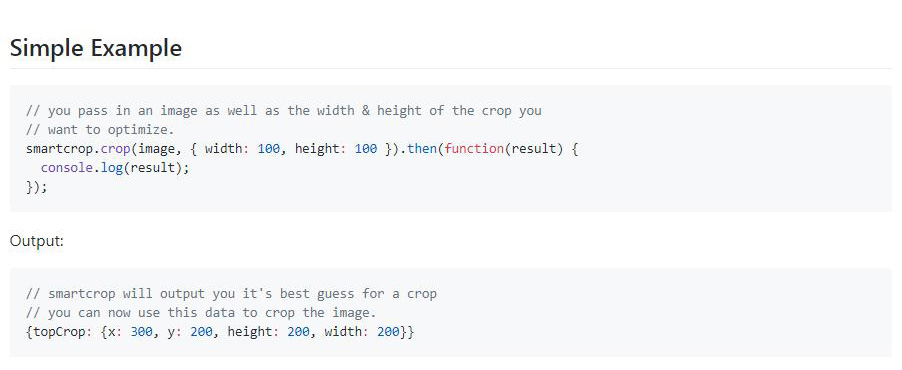 Simple Example
// you pass in an image as well as the width & height of the crop you
// want to optimize.
smartcrop.crop(image, { width: 100, height: 100 }).then(function(result) {
  console.log(result);
});
Output:
// smartcrop will output you it's best guess for a crop
// you can now use this data to crop the image.
{topCrop: {x: 300, y: 200, height: 200, width: 200}}